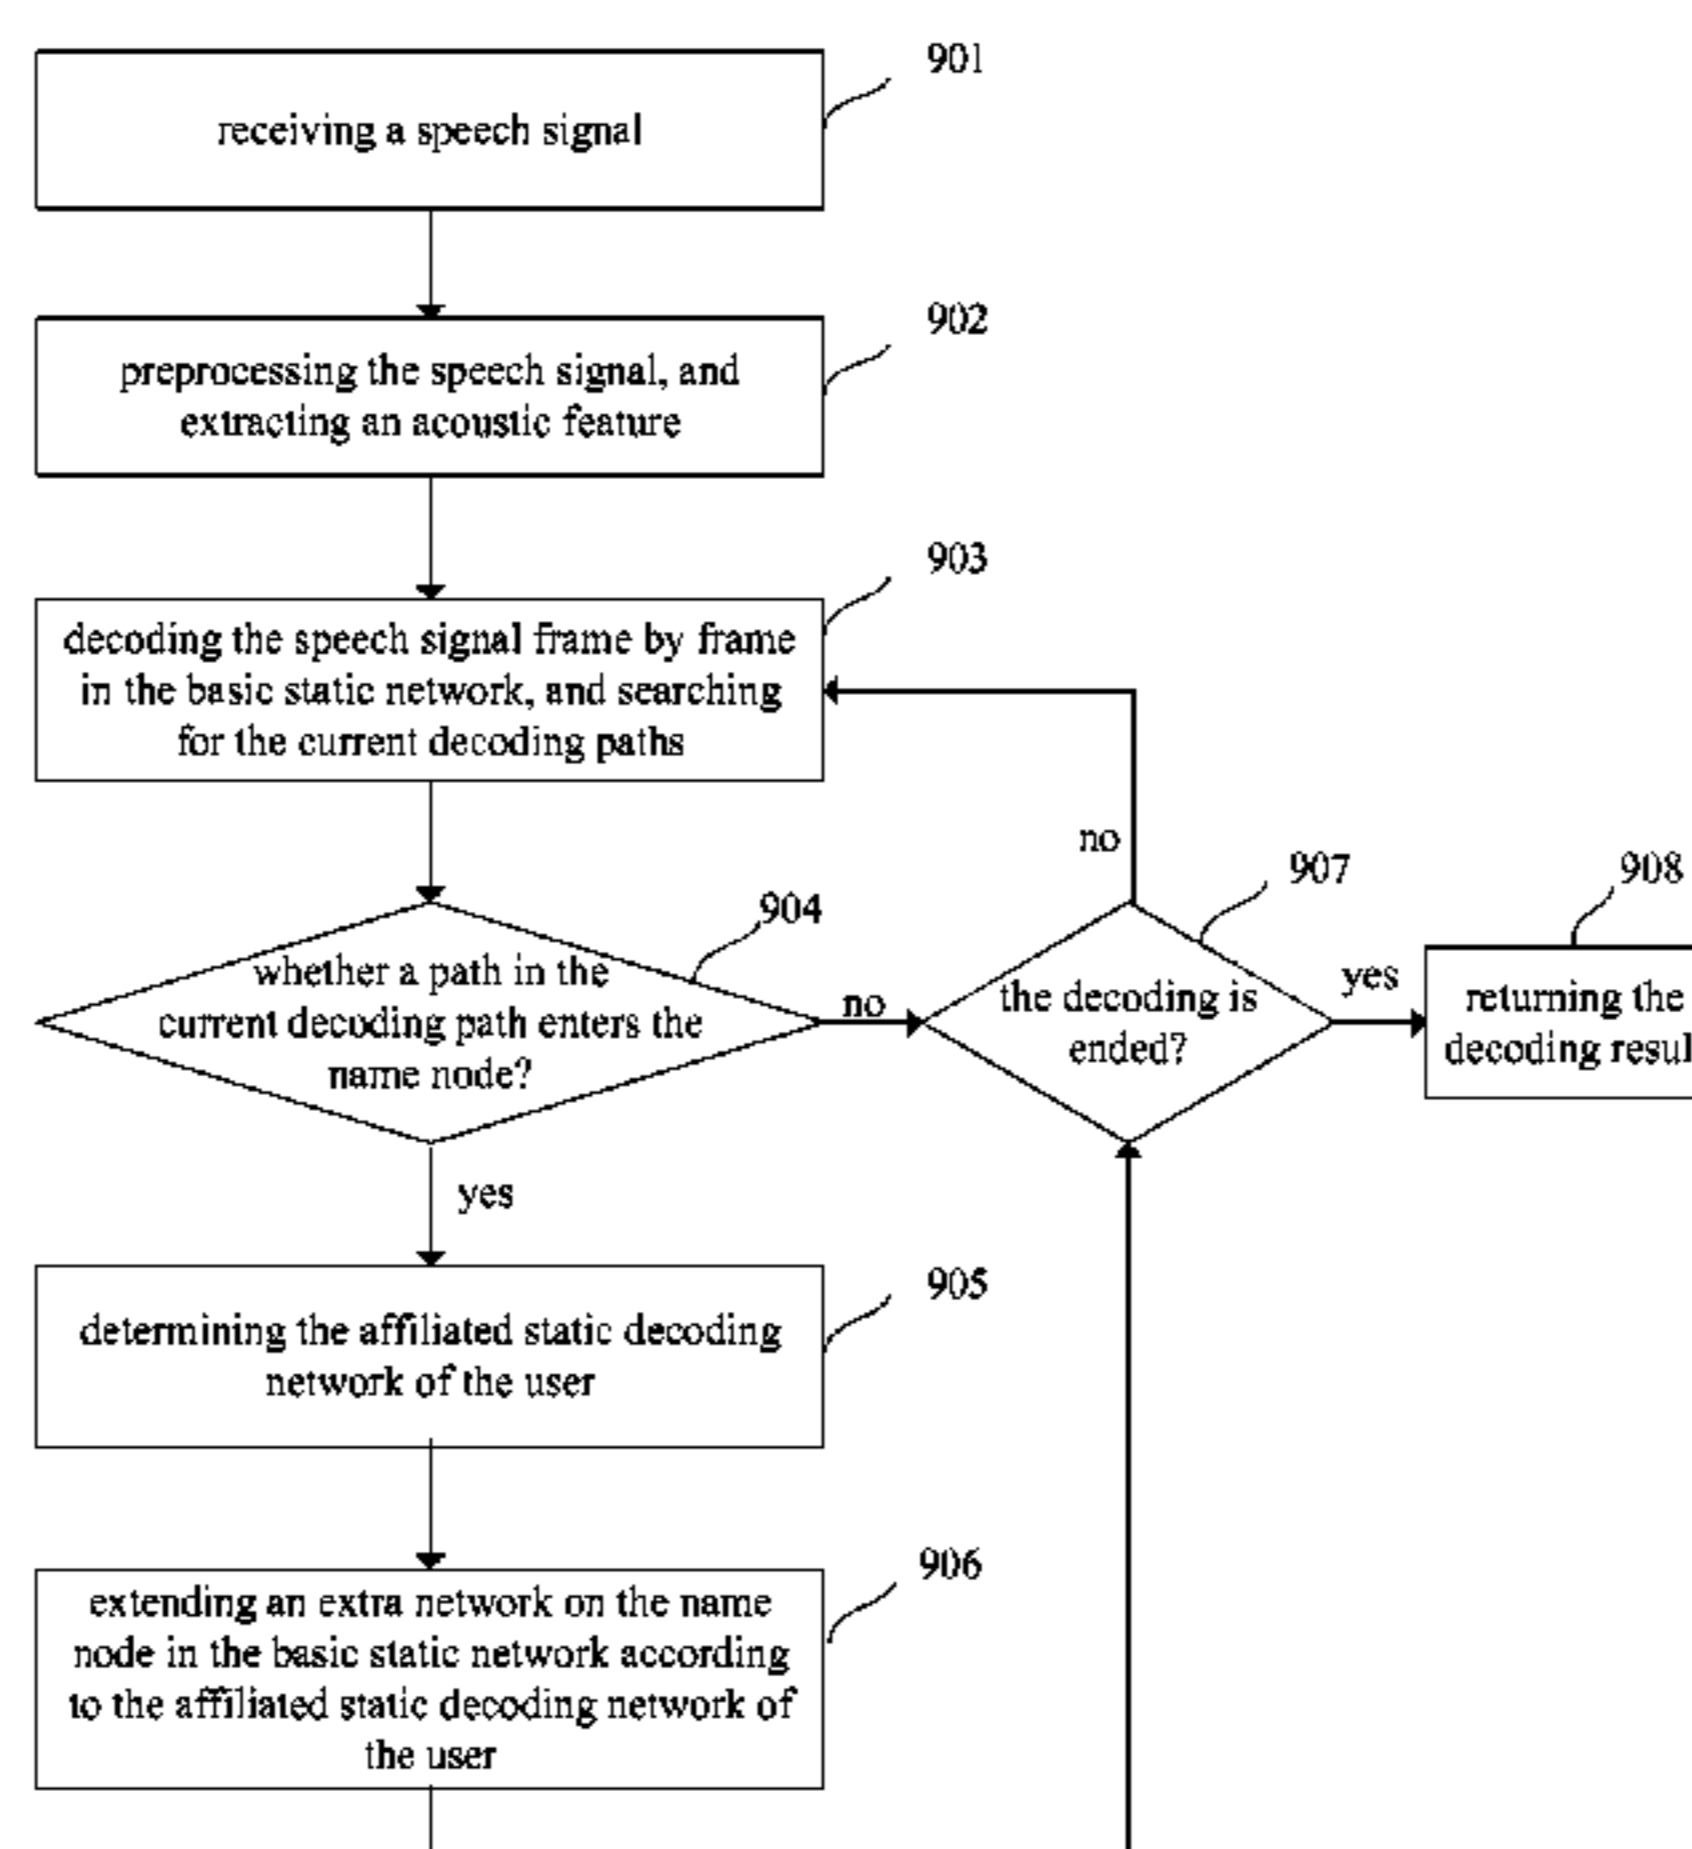 901
receiving a speech signal
902
preprocessing the speech signal, and
extracting an acoustic feature
903
decoding the speech signal frame by frame
in the basic static network, and searching
for the current decoding paths
904
whether a path in the
current decoding path enters the
name node?
no
yes
907
the decoding is
ended?
no
yes
908
returning the
decoding resul
905
determining the affiliated static decoding
network of the user
906
extending an extra network on the name
node in the basic static network according
to the affiliated static decoding network of
the user